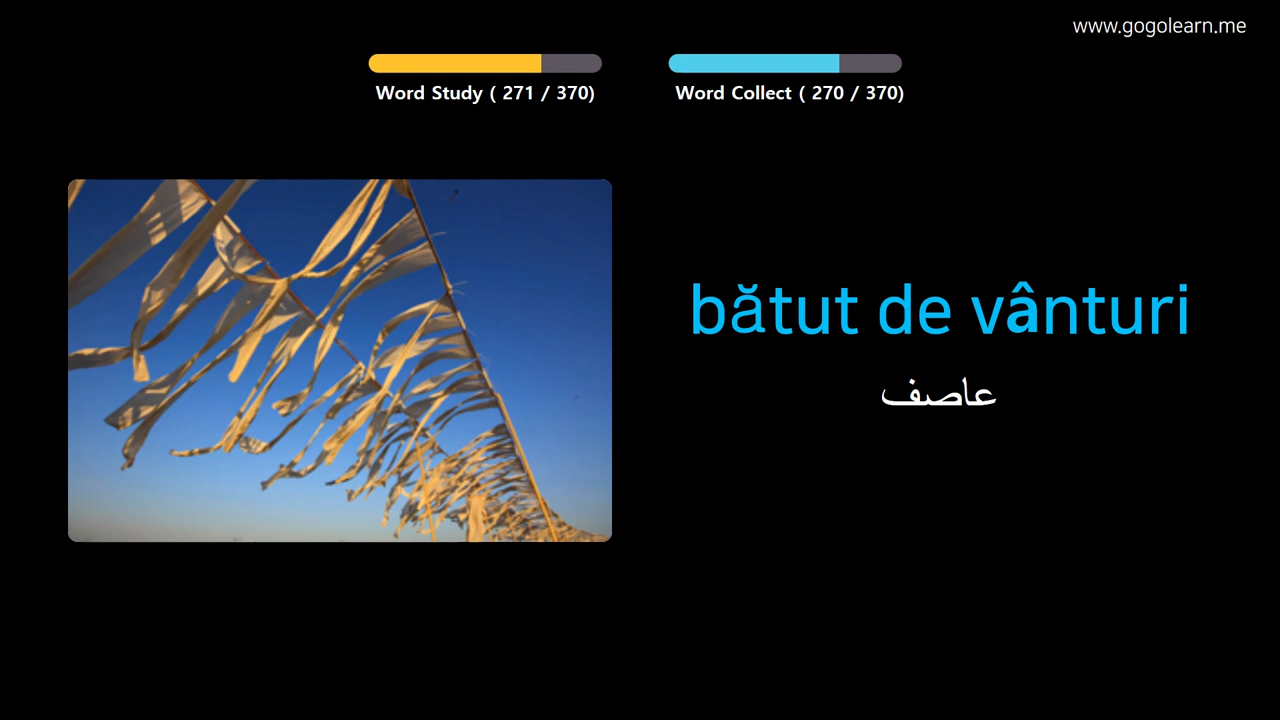 www.gogolearn.me
Word Study ( 271 / 370)
Word Collect ( 270 / 370)
bătut de vânturi
عاصف